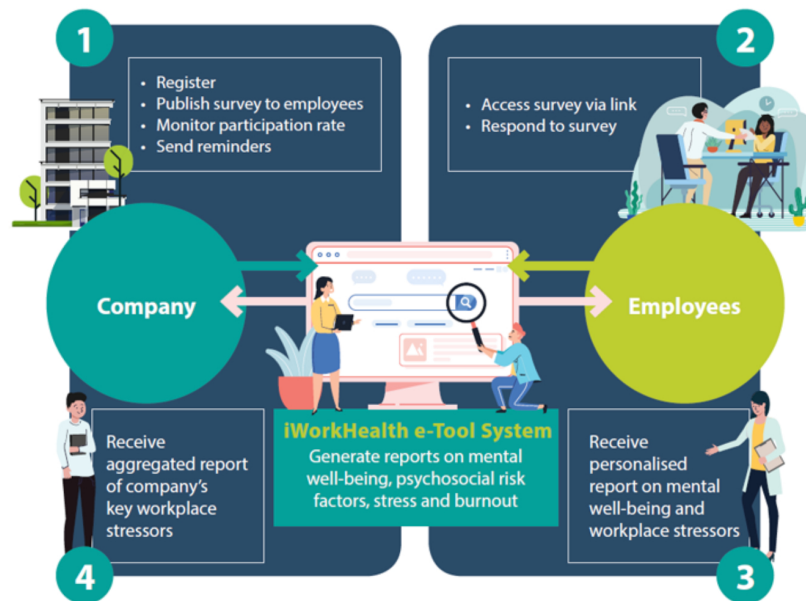 1
• Register
• Publish survey to employees
• Monitor participation rate
• Send reminders
2
• Access survey via link
• Respond to survey
Company
Employees
iWorkHealth e-Tool System
Generate reports on mental
well-being, psychosocial risk
factors, stress and burnout
Receive
personalised
report on mental
well-being and
workplace stressors
3
Receive
aggregated report
of company's
key workplace
stressors
4